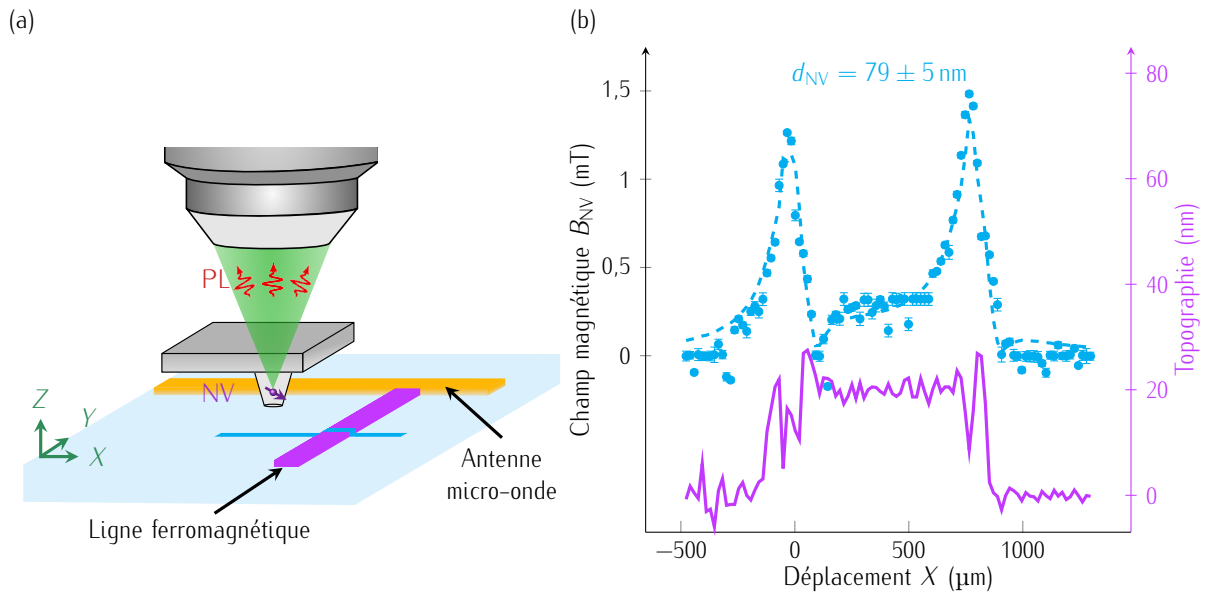 (a)
PL
NV
Z
Y
X
Antenne
micro-onde
Ligne ferromagnétique
(b)
d_NV = 79 ± 5 nm
Champ magnétique B_NV (mT)
1,5
1
0,5
0
80
60
40
20
0
Topographie (nm)
−500
0
500
1000
Déplacement X (µm)